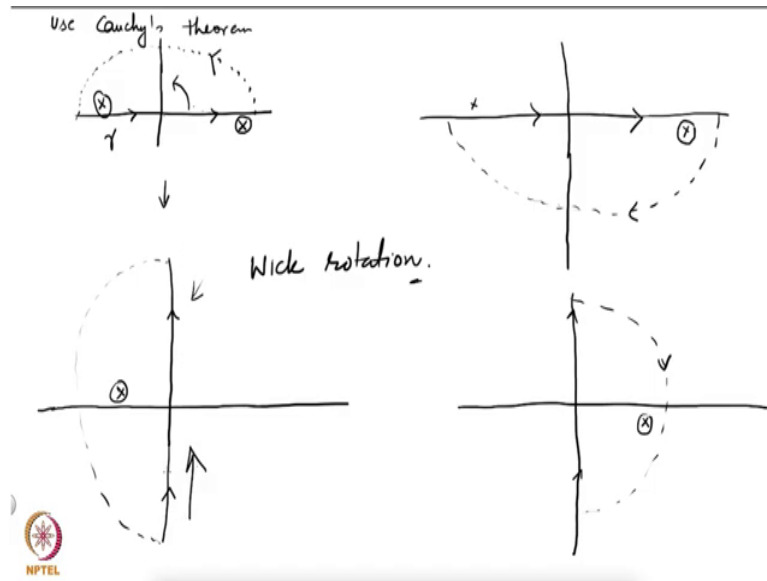 Use Cauchy's theorem
Γ
γ
Wick rotation.
NPTEL